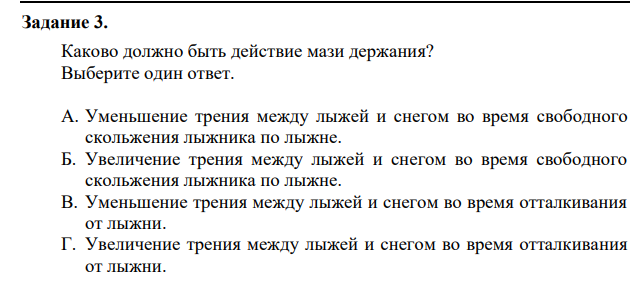 Задание 3.
Каково должно быть действие мази держания?
Выберите один ответ.
А. Уменьшение трения между лыжей и снегом во время свободного
скольжения лыжника по лыжне.
Б. Увеличение трения между лыжей и снегом во время свободного
скольжения лыжника по лыжне.
В. Уменьшение трения между лыжей и снегом во время отталкивания
от лыжни.
Г. Увеличение трения между лыжей и снегом во время отталкивания
от лыжни.